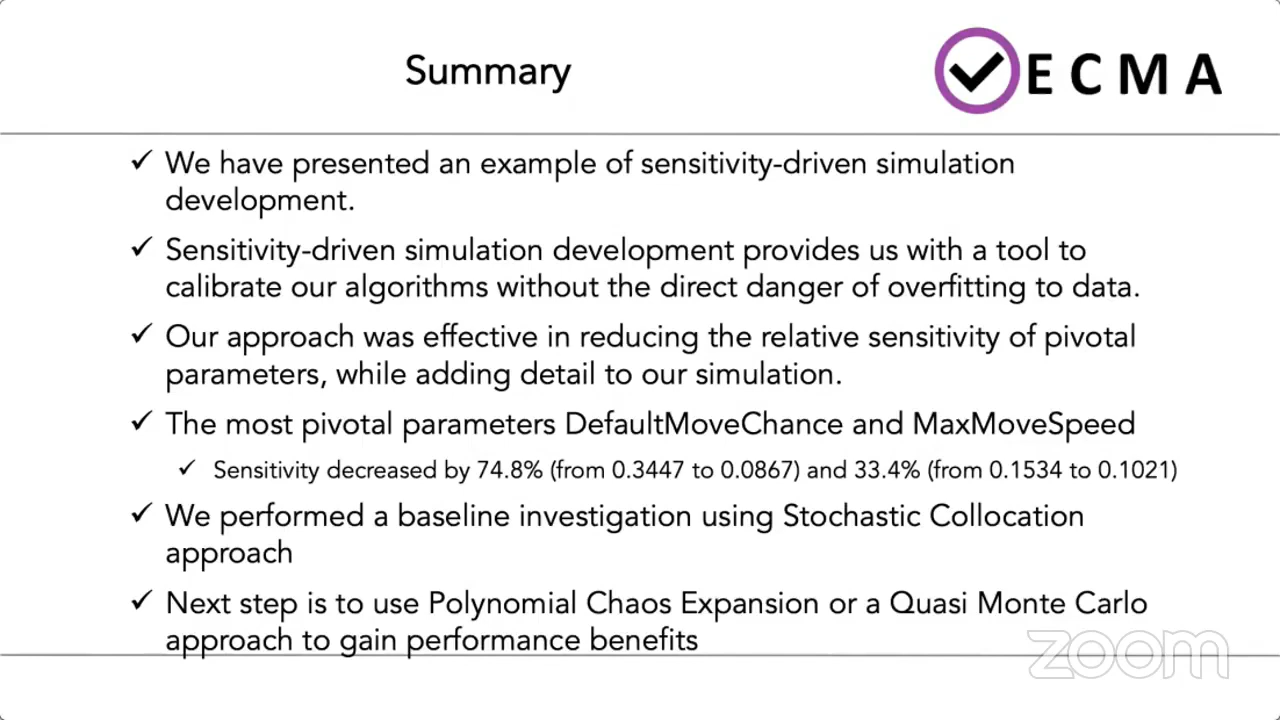 Summary
ECMA
We have presented an example of sensitivity-driven simulation
development.
Sensitivity-driven simulation development provides us with a tool to
calibrate our algorithms without the direct danger of overfitting to data.
Our approach was effective in reducing the relative sensitivity of pivotal
parameters, while adding detail to our simulation.
The most pivotal parameters DefaultMoveChance and MaxMoveSpeed
Sensitivity decreased by 74.8% (from 0.3447 to 0.0867) and 33.4% (from 0.1534 to 0.1021)
We performed a baseline investigation using Stochastic Collocation
approach
Next step is to use Polynomial Chaos Expansion or a Quasi Monte Carlo
approach to gain performance benefits
zoom